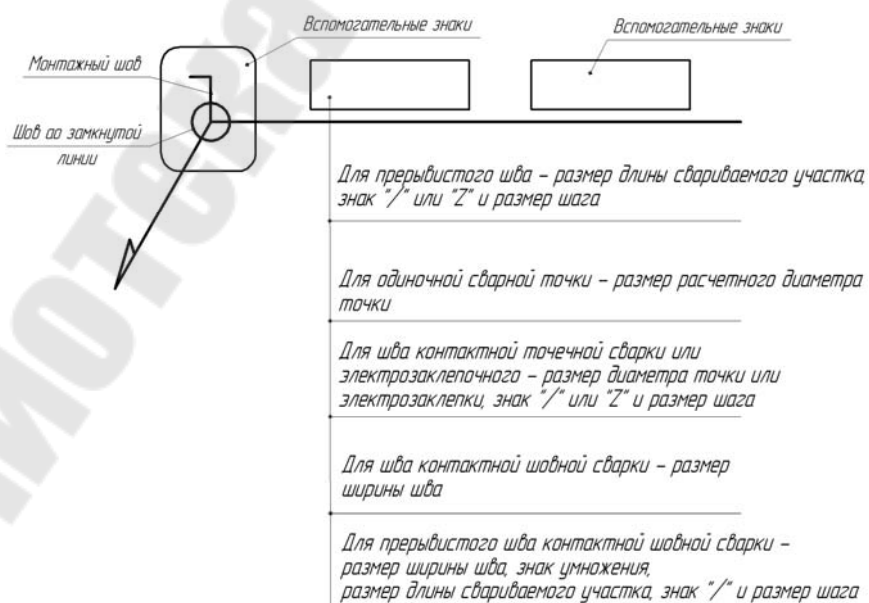 Вспомогательные знаки
Вспомогательные знаки
Монтажный шов
Шов ао замкнутой
линии
Для прерывистого шва – размер длины свариваемого участка,
знак "/" или "Z" и размер шага
Для одиночной сварной точки – размер расчетного диаметра
точки
Для шва контактной точечной сварки или
электрозаклепочного – размер диаметра точки или
электрозаклепки, знак "/" или "Z" и размер шага
Для шва контактной шовной сварки – размер
ширины шва
Для прерывистого шва контактной шовной сварки –
размер ширины шва, знак умножения,
размер длины свариваемого участка, знак "/" и размер шага